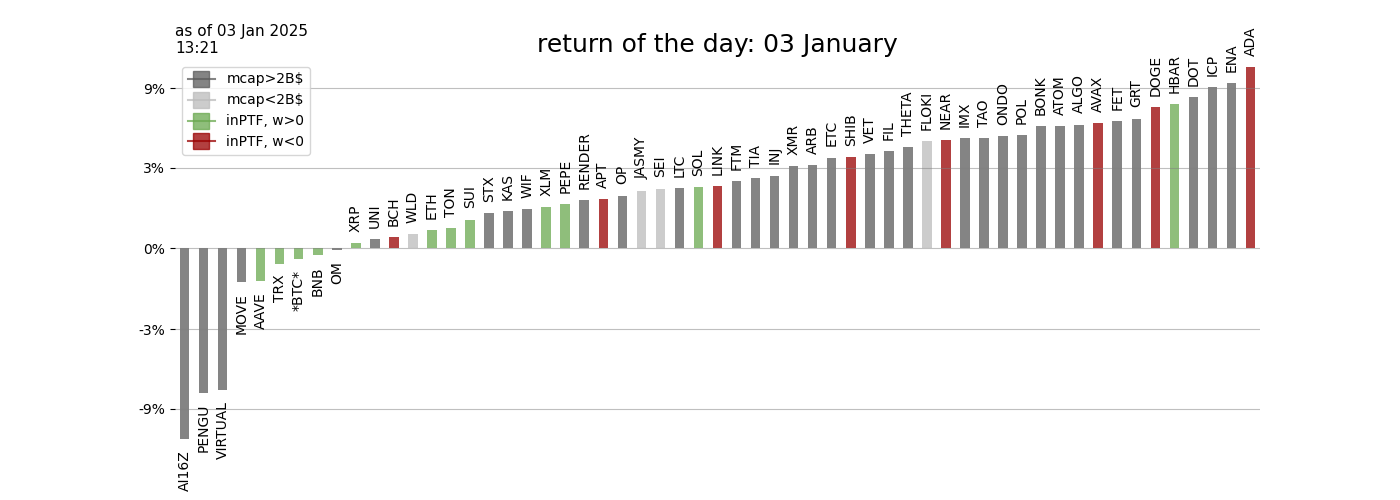 as of 03 Jan 2025
13:21
return of the day: 03 January
mcap>2B$
mcap<2B$
inPTF, w>0
inPTF, w<0
9%
3%
0%
-3%
-9%
AI16Z
PENGU
VIRTUAL
MOVE
AAVE
TRX
*BTC*
BNB
OM
XRP
UNI
BCH
WLD
ETH
TON
SUI
STX
KAS
WIF
XLM
PEPE
RENDER
APT
OP
JASMY
SEI
LTC
SOL
LINK
FTM
TIA
INJ
XMR
ARB
ETC
SHIB
VET
FIL
THETA
FLOKI
NEAR
IMX
TAO
ONDO
POL
BONK
ATOM
ALGO
AVAX
FET
GRT
DOGE
HBAR
DOT
ICP
ENA
ADA